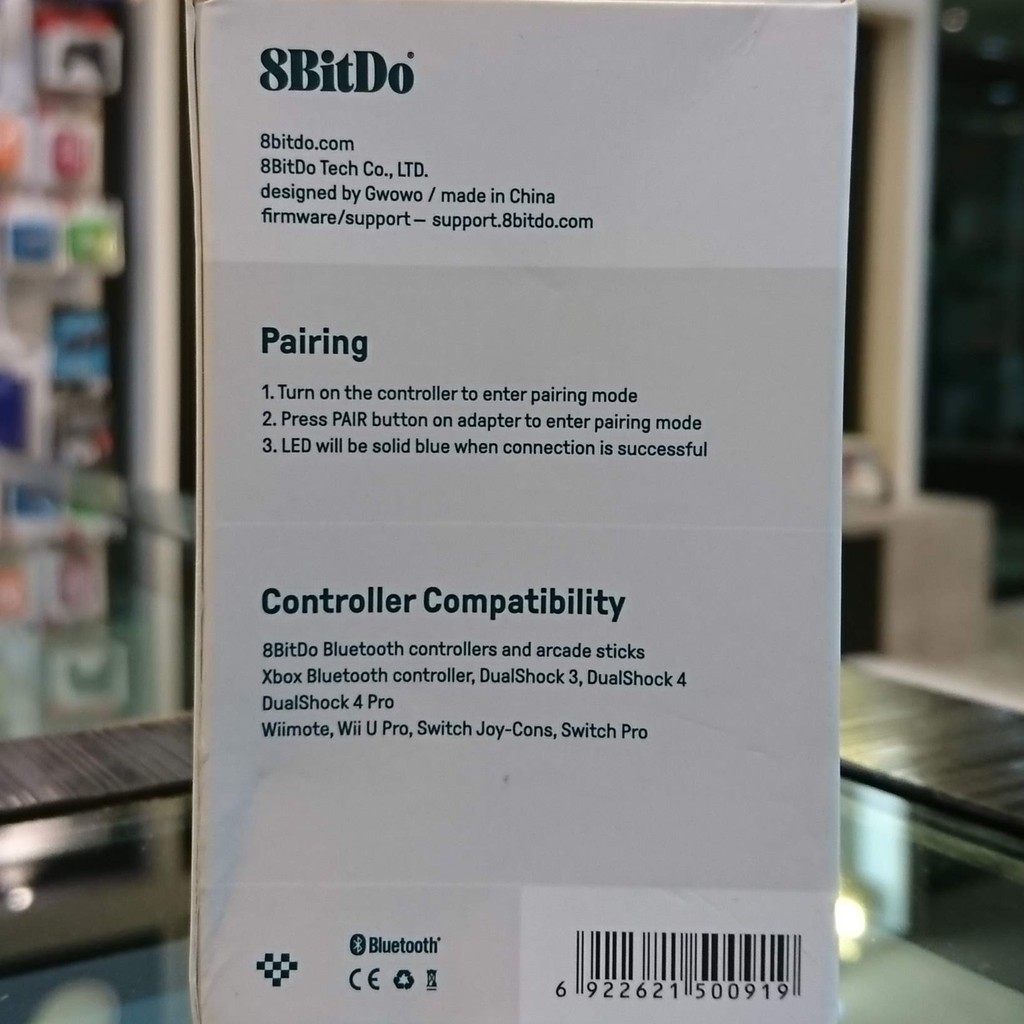 8BitDo
8bitdo.com
8BitDo Tech Co., LTD.
designed by Gwowo / made in China
firmware/support – support.8bitdo.com
Pairing
1. Turn on the controller to enter pairing mode
2. Press PAIR button on adapter to enter pairing mode
3. LED will be solid blue when connection is successful
Controller Compatibility
8BitDo Bluetooth controllers and arcade sticks
Xbox Bluetooth controller, DualShock 3, DualShock 4
DualShock 4 Pro
Wiimote, Wii U Pro, Switch Joy-Cons, Switch Pro
Bluetooth
CE
6 922621 500919